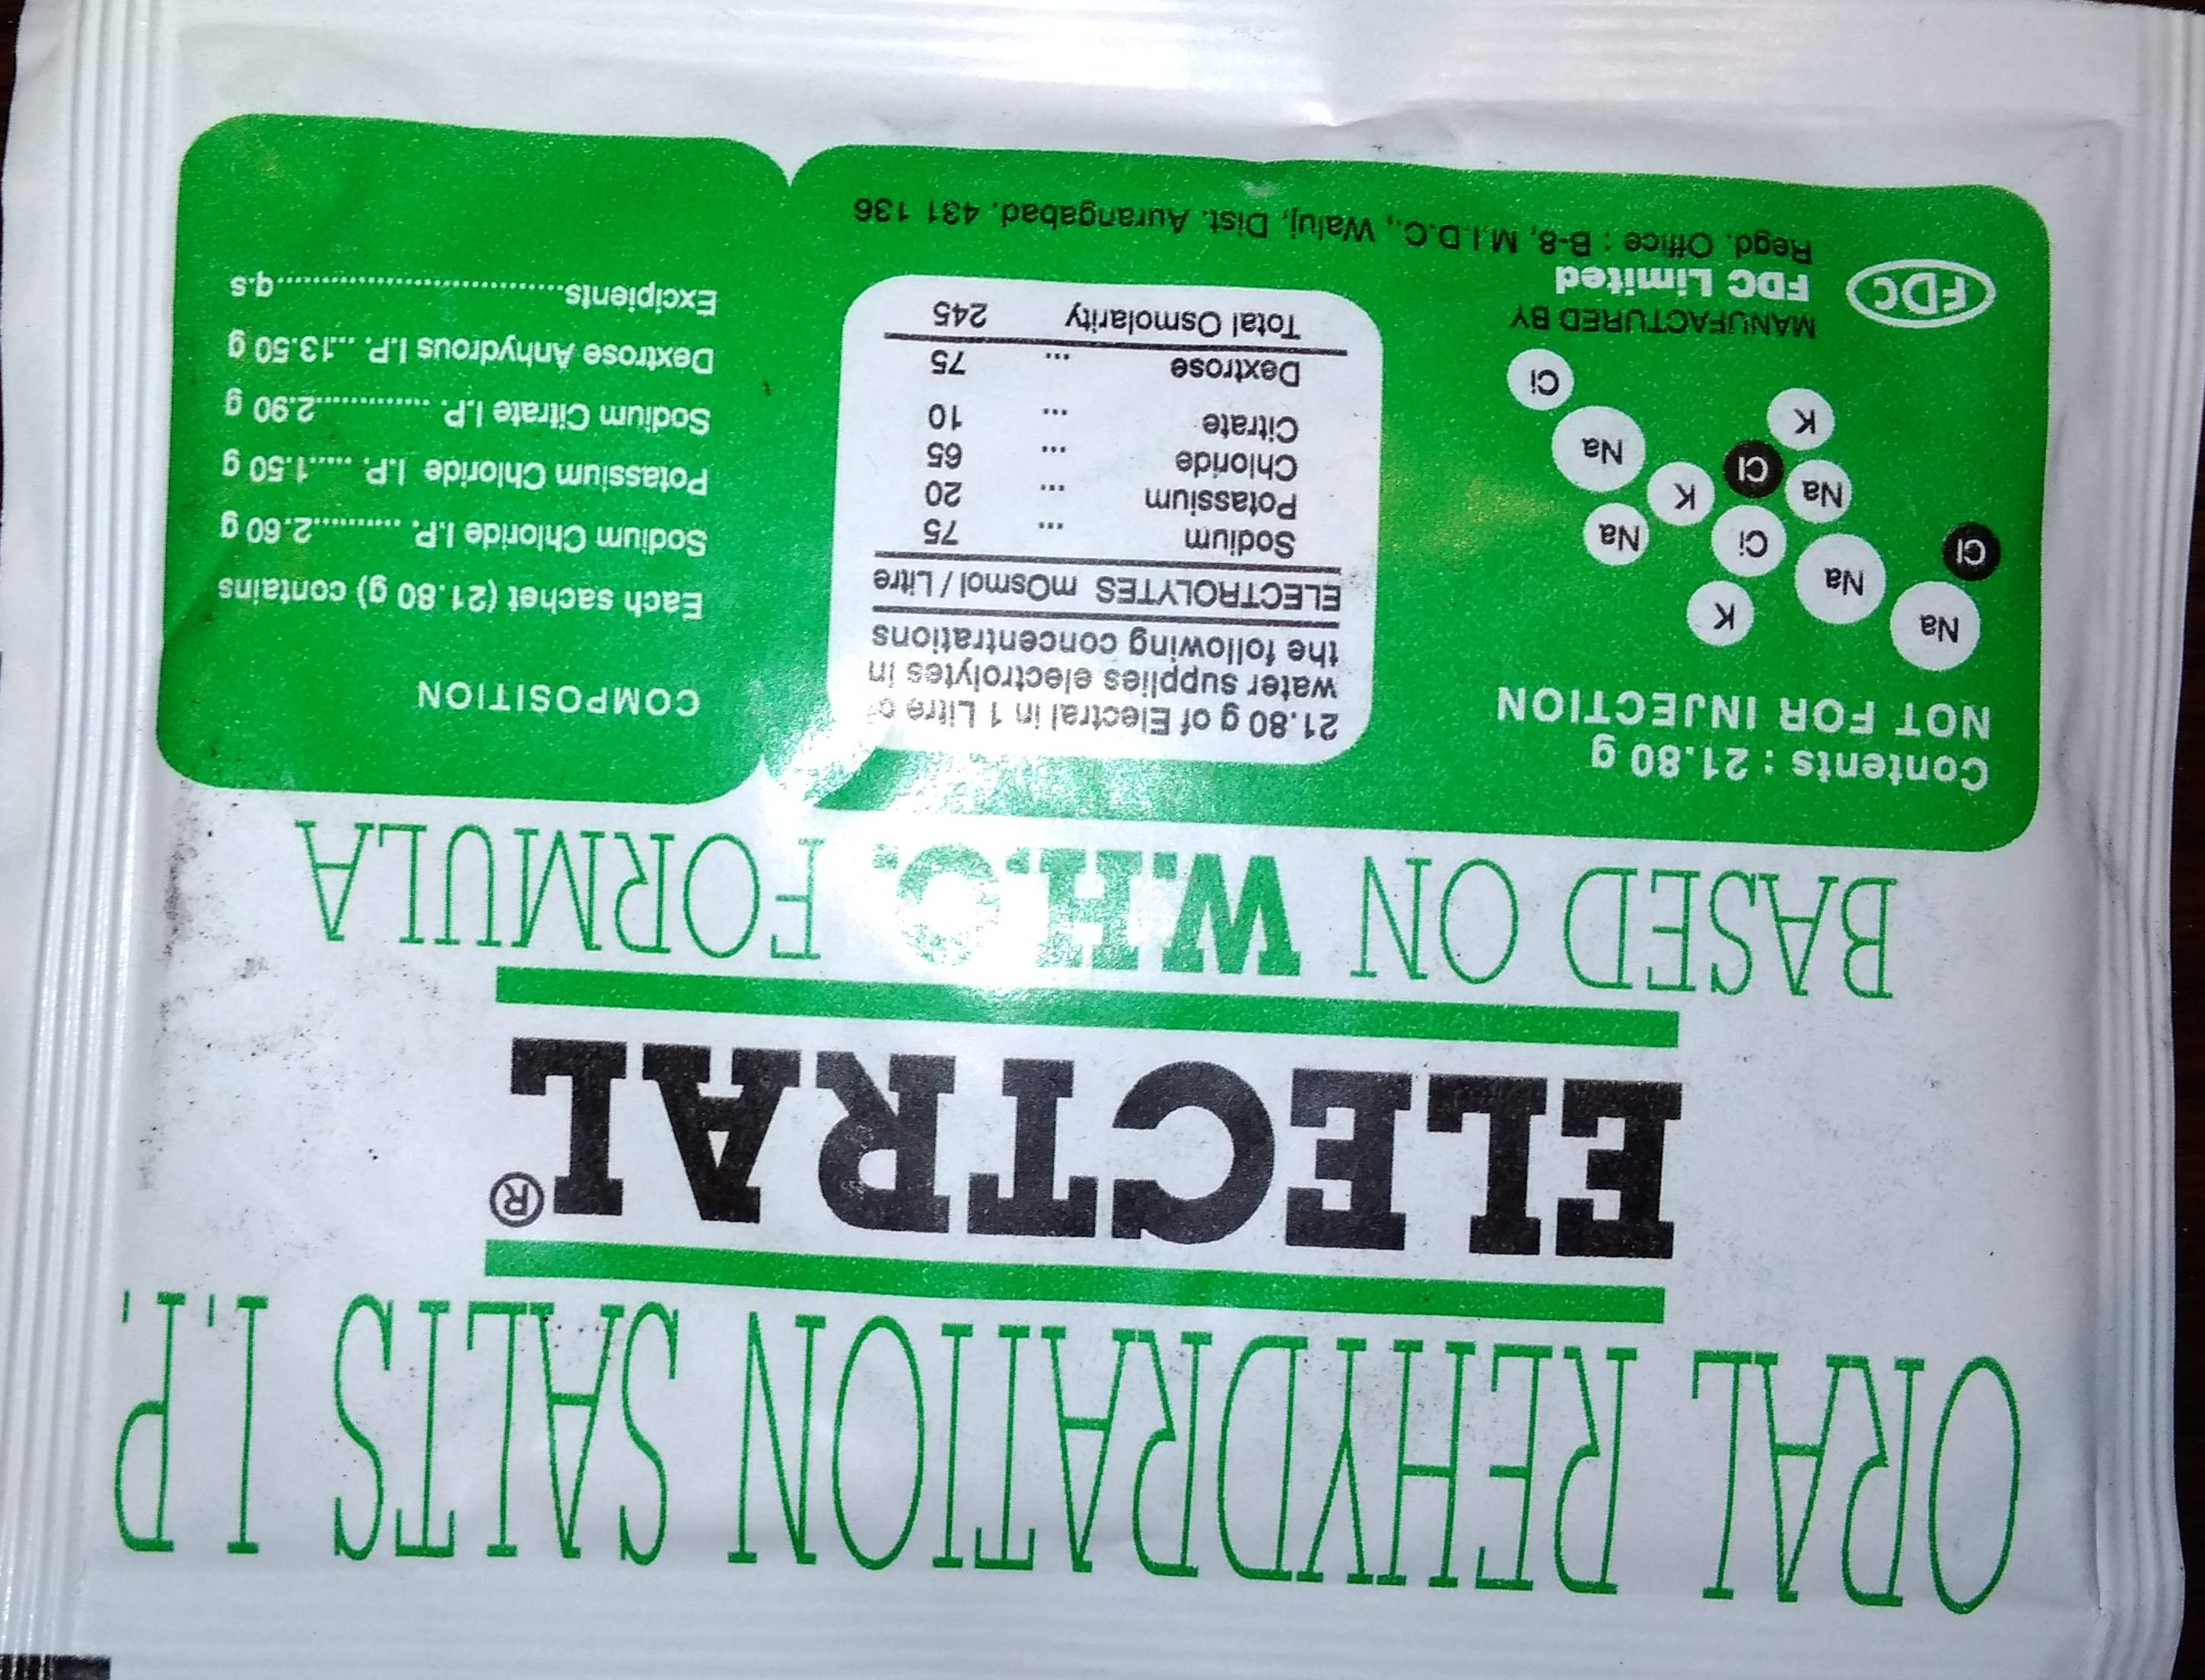 ORAL REHYDRATION SALTS I.P.
ELECTRAL®
BASED ON W.H.O. FORMULA
Contents : 21.80 g
NOT FOR INJECTION
Na
Cl
Na
K
Ci
Na
Na
K
Cl
Na
K
Ci
MANUFACTURED BY
FDC
FDC Limited
Regd. Office : B-8, M.I.D.C., Waluj, Dist. Aurangabad. 431 136
21.80 g of Electral in 1 Litre
water supplies electrolytes in
the following concentrations
ELECTROLYTES mOsmol / Litre
Sodium ... 75
Potassium ... 20
Chloride ... 65
Citrate ... 10
Dextrose ... 75
Total Osmolarity 245
COMPOSITION
Each sachet (21.80 g) contains
Sodium Chloride I.P. ...........2.60 g
Potassium Chloride I.P. ......1.50 g
Sodium Citrate I.P. ..............2.90 g
Dextrose Anhydrous I.P. ...13.50 g
Excipients....................................q.s